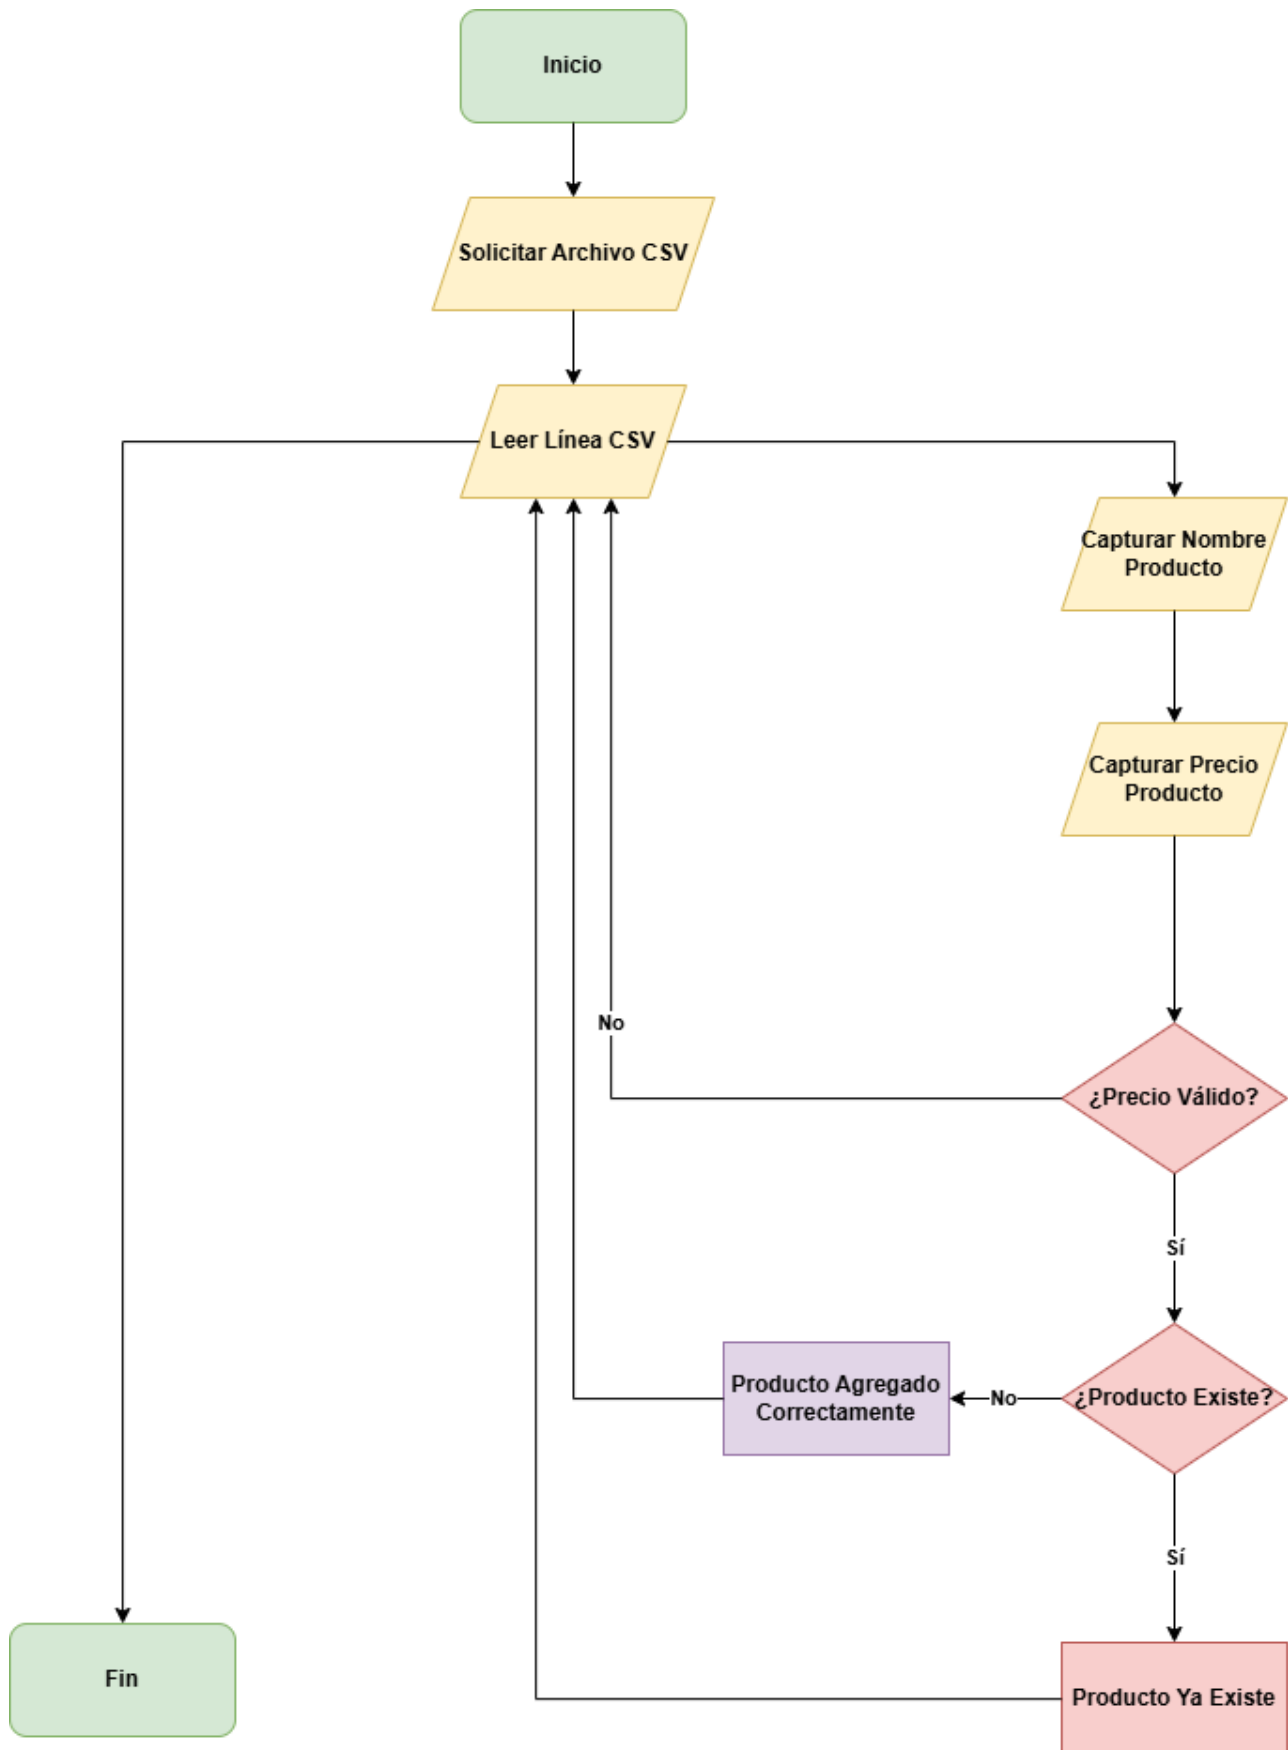 Inicio
Solicitar Archivo CSV
Leer Línea CSV
Capturar Nombre
Producto
Capturar Precio
Producto
No
¿Precio Válido?
Sí
Producto Agregado
Correctamente
No
¿Producto Existe?
Sí
Fin
Producto Ya Existe